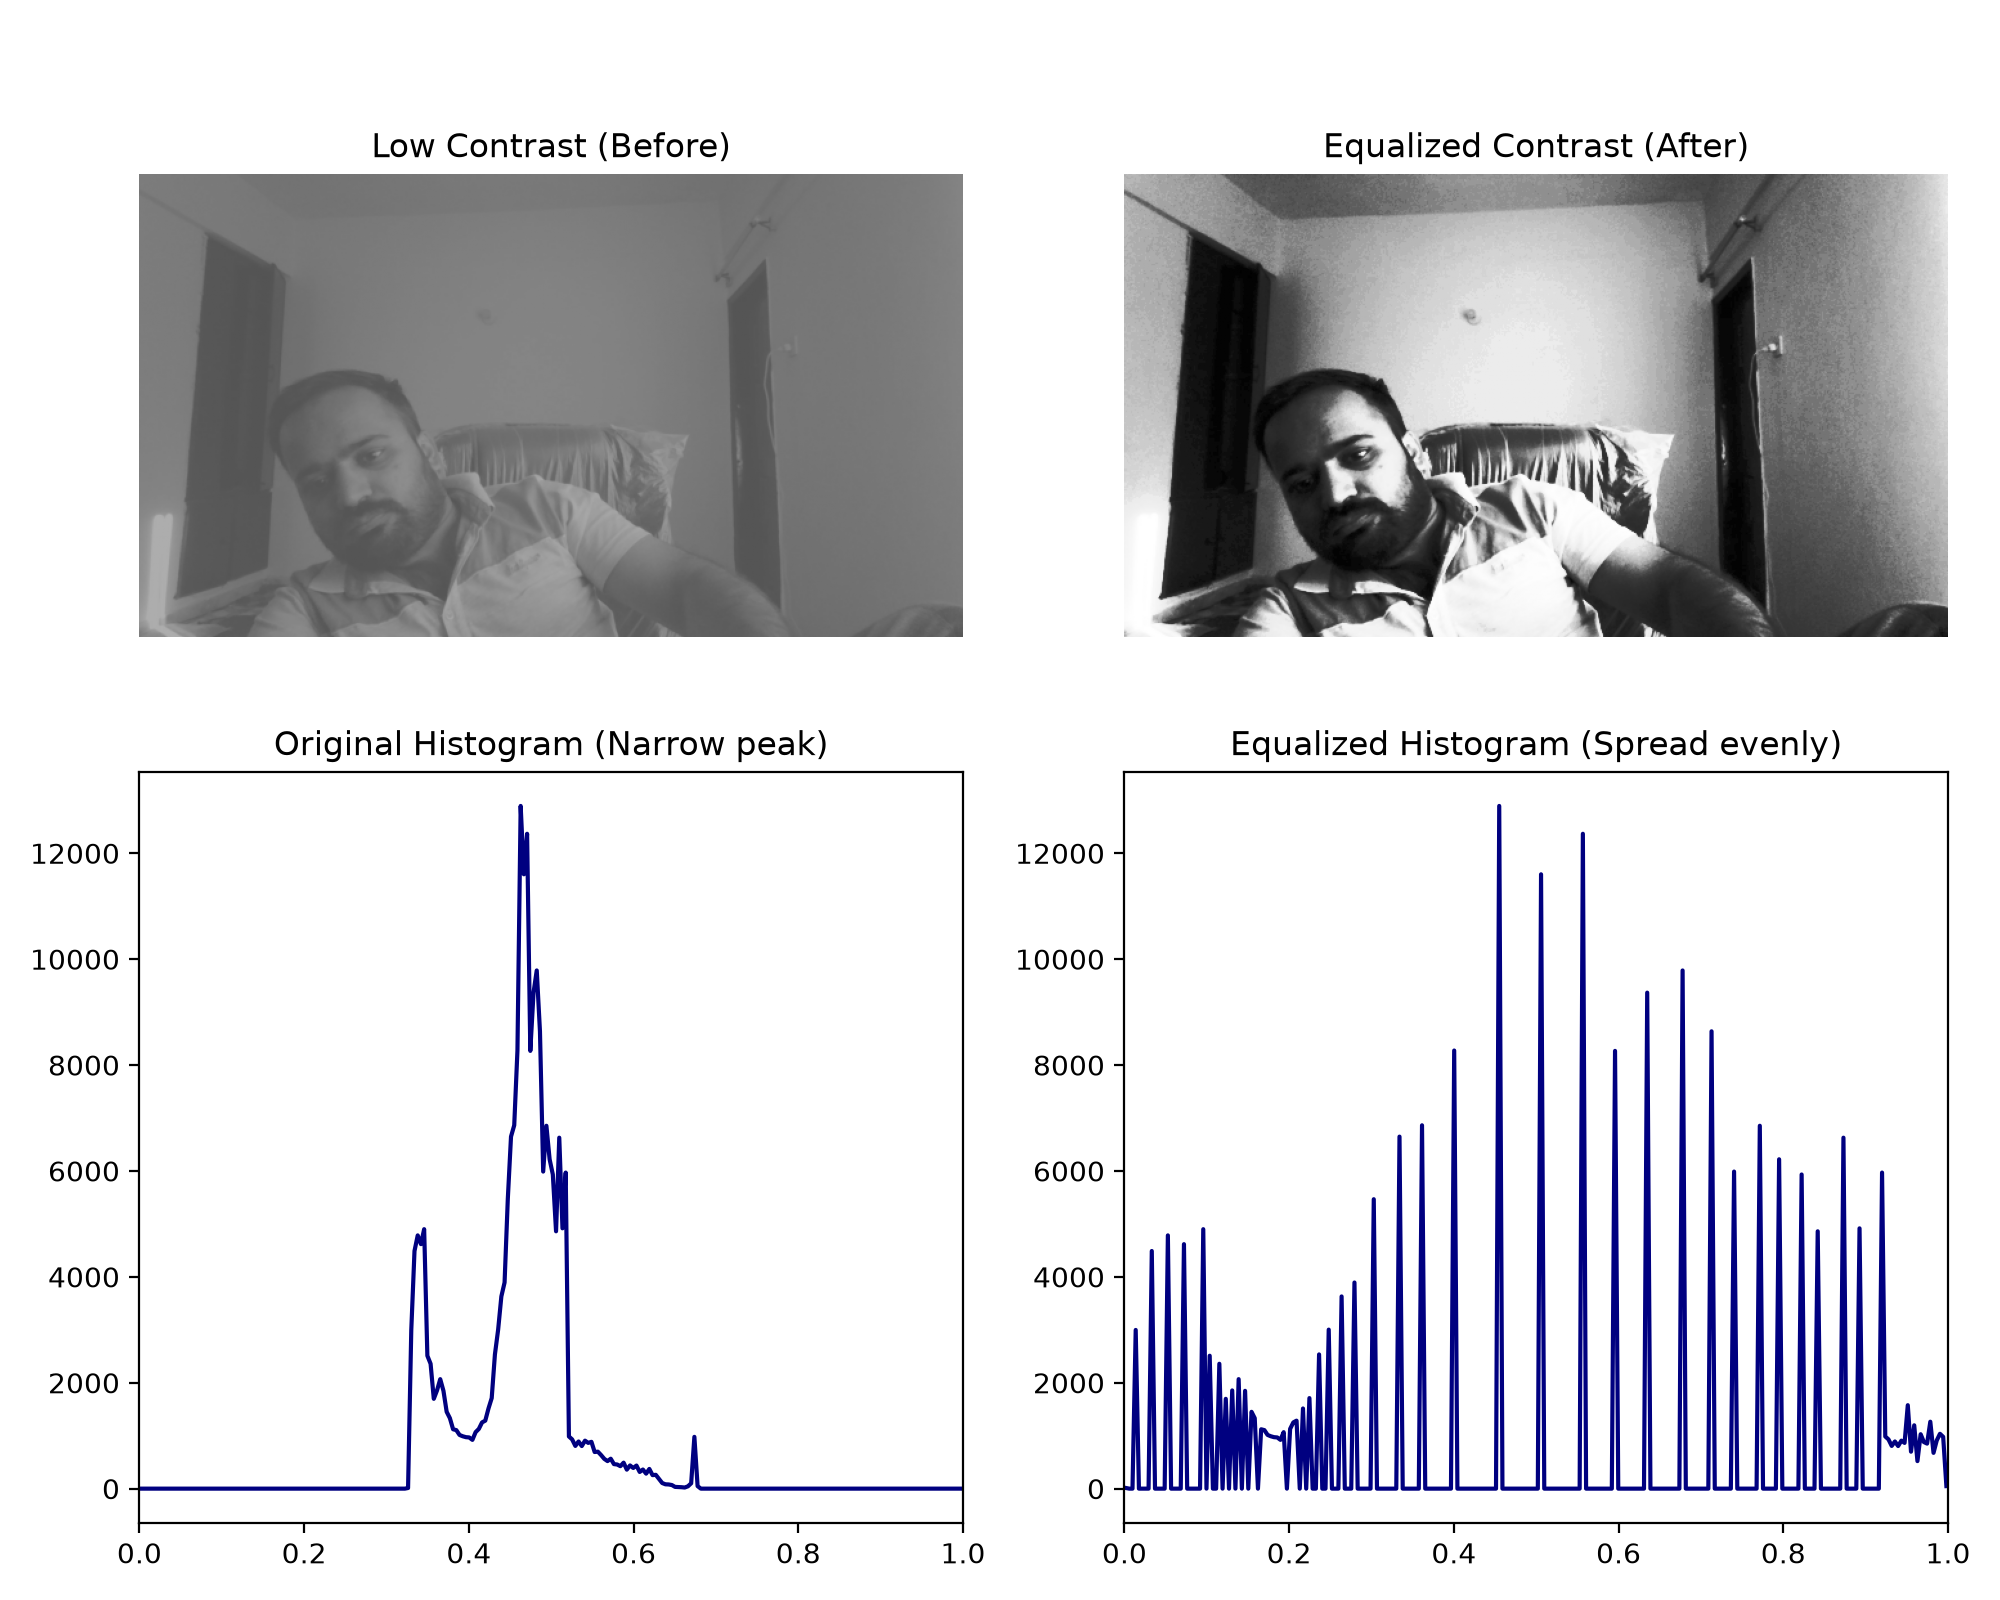 Low Contrast (Before)
Equalized Contrast (After)
Original Histogram (Narrow peak)
12000
10000
8000
6000
4000
2000
0
0.0 0.2 0.4 0.6 0.8 1.0
Equalized Histogram (Spread evenly)
12000
10000
8000
6000
4000
2000
0
0.0 0.2 0.4 0.6 0.8 1.0